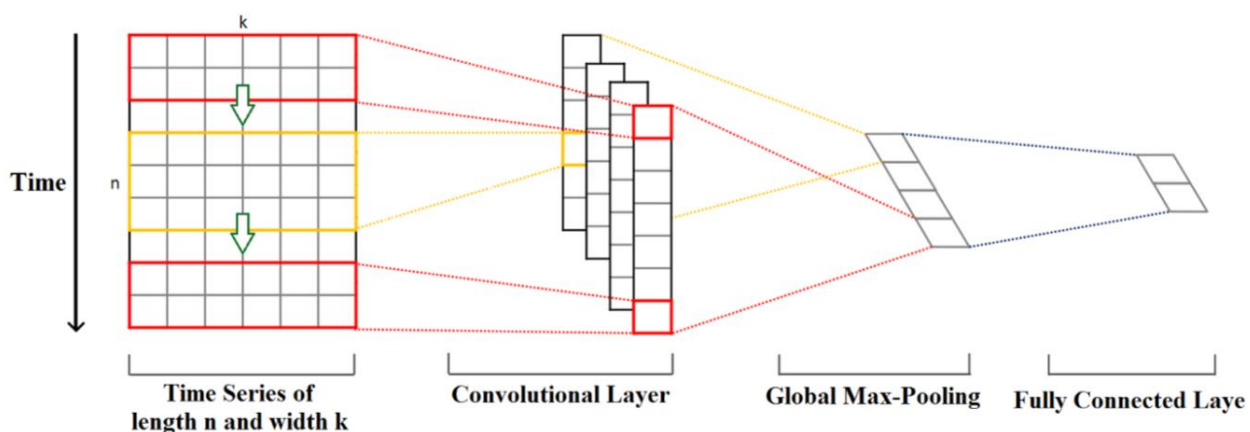 k
Time
n
Time Series of
length n and width k
Convolutional Layer
Global Max-Pooling
Fully Connected Laye